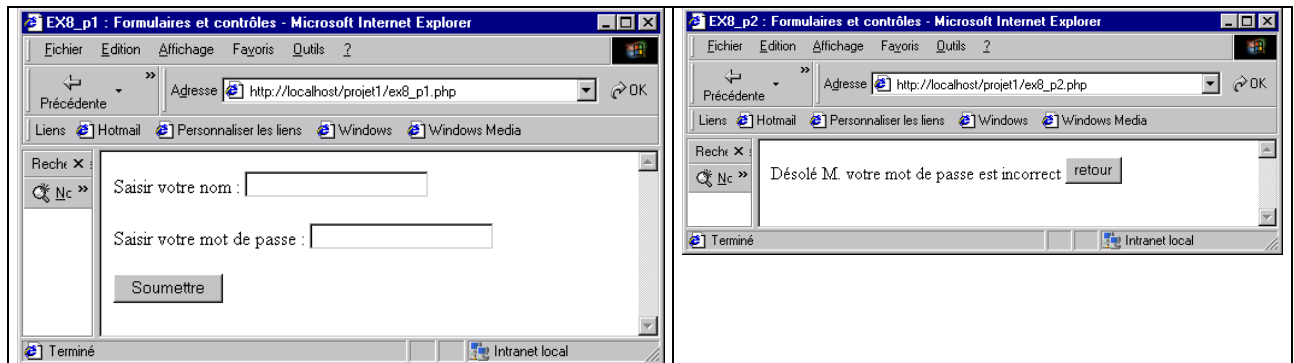 EX8_p1 : Formulaires et contrôles - Microsoft Internet Explorer
Fichier Edition Affichage Favoris Outils ?
Précédente » Adresse http://localhost/projet1/ex8_p1.php OK
Liens Hotmail Personnaliser les liens Windows Windows Media
Reche
Nc »
Saisir votre nom :
Saisir votre mot de passe :
Soumettre
Terminé Intranet local
EX8_p2 : Formulaires et contrôles - Microsoft Internet Explorer
Fichier Edition Affichage Favoris Outils ?
Précédente » Adresse http://localhost/projet1/ex8_p2.php OK
Liens Hotmail Personnaliser les liens Windows Windows Media
Reche
Nc »
Désolé M. votre mot de passe est incorrect retour
Terminé Intranet local